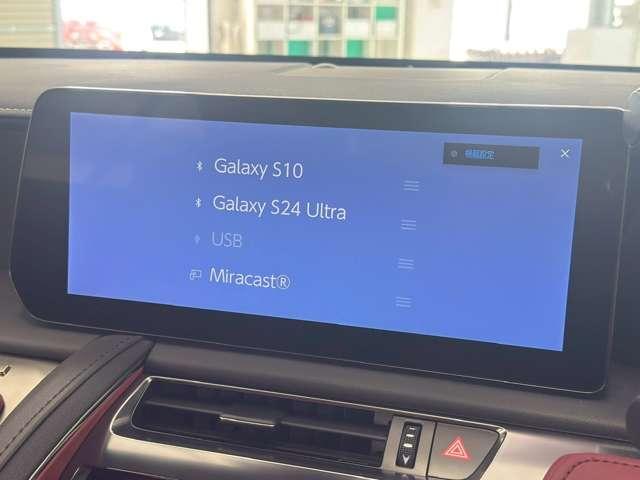 Galaxy S10
Galaxy S24 Ultra
USB
Miracast®